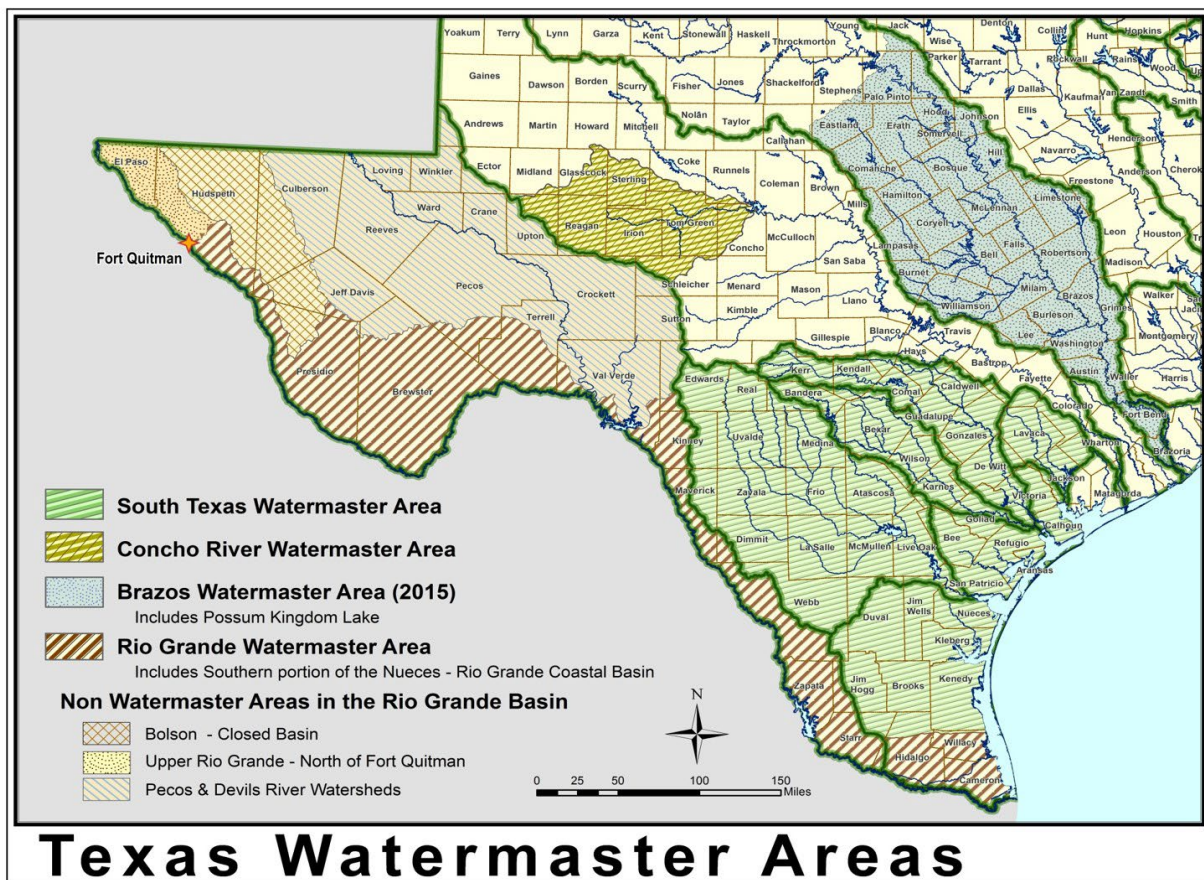 Yoakum Terry Lynn Garza Kent Stonewall Haskell Throckmorton Young Jack Wise Denton Collin Hunt Hopkins
Parker Tarrant Rockwall Rains Wood
Gaines Dawson Borden Scurry Fisher Jones Shackelford Stephens Palo Pinto Dallas Kaufman Van Zandt Smith
Hood Johnson Ellis
Andrews Martin Howard Mitchell Nolan Taylor Callahan Eastland Erath Somervell Henderson
El Paso Loving Winkler Ector Midland Glasscock Sterling Coke Runnels Coleman Brown Comanche Bosque Hill Navarro Freestone Anderson Cherok
Hudspeth Culberson Hamilton McLennan Limestone
Reeves Ward Crane Upton Reagan Irion Tom Green Concho McCulloch Mills Coryell Falls Leon Houston
Fort Quitman
San Saba Lampasas Bell Robertson Madison
Jeff Davis Pecos Crockett Schleicher Menard Mason Burnet Milam Brazos Walker
Terrell Sutton Kimble Llano Williamson Burleson Grimes Montgomery
Gillespie Blanco Travis Lee Washington
Presidio Brewster Val Verde Edwards Real Kerr Kendall Hays Bastrop Austin Waller Harris
Bandera Comal Caldwell Fayette Colorado Fort Bend
Kinney Uvalde Medina Bexar Guadalupe Gonzales Lavaca Wharton Brazoria
Wilson De Witt Jackson
Maverick Zavala Frio Atascosa Karnes Victoria Matagorda
Goliad Calhoun
Dimmit La Salle McMullen Live Oak Bee Refugio
San Patricio Aransas
Webb Duval Jim Wells Nueces
Kleberg
Zapata Jim Hogg Brooks Kenedy
Starr Hidalgo Willacy
Cameron
South Texas Watermaster Area
Concho River Watermaster Area
Brazos Watermaster Area (2015)
Includes Possum Kingdom Lake
Rio Grande Watermaster Area
Includes Southern portion of the Nueces - Rio Grande Coastal Basin
Non Watermaster Areas in the Rio Grande Basin
Bolson - Closed Basin
Upper Rio Grande - North of Fort Quitman
Pecos & Devils River Watersheds
N
0 25 50 100 150
Miles
Texas Watermaster Areas